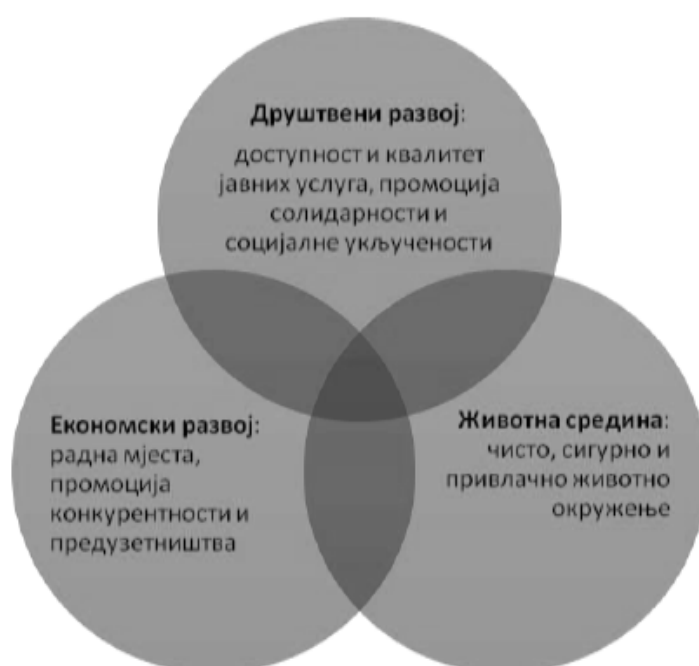 Друштвени развој:
доступност и квалитет
јавних услуга, промоција
солидарности и
социјалне укључености
Економски развој:
радна мјеста,
промоција
конкурентности и
предузетништва
Животна средина:
чисто, сигурно и
привлачно животно
окружење